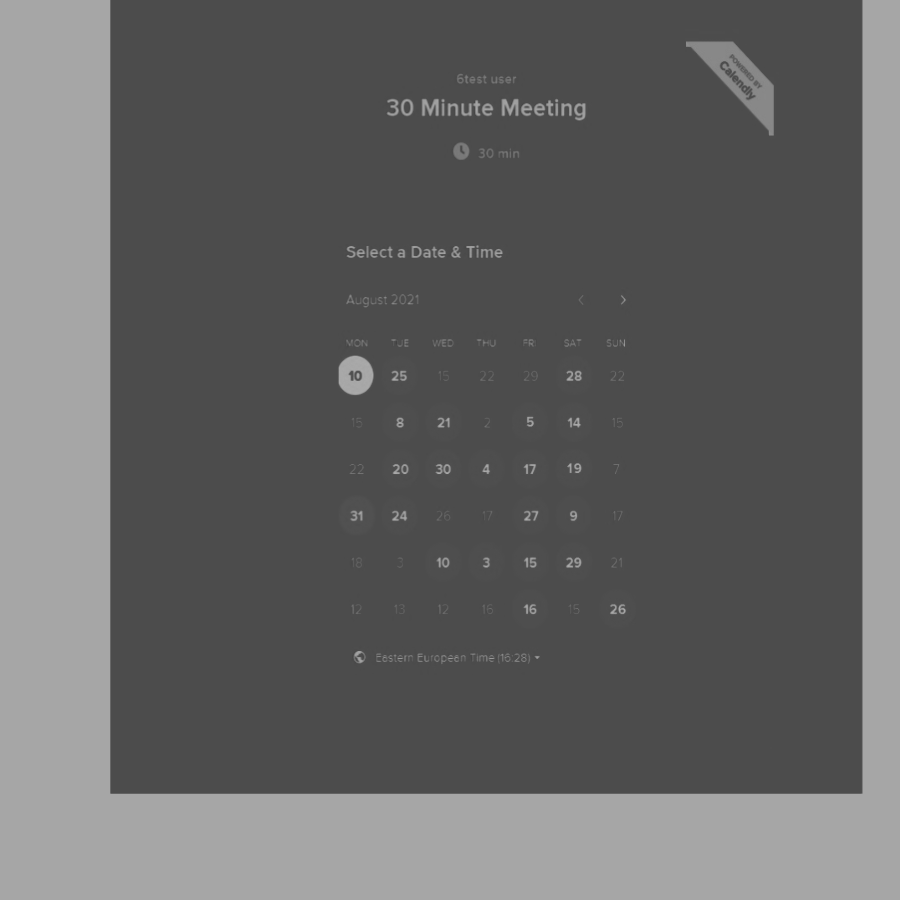 POWERED BY
Calendly
6test user
30 Minute Meeting
30 min
Select a Date & Time
August 2021
MON TUE WED THU FRI SAT SUN
10 25 15 22 29 28 22
15 8 21 2 5 14 15
22 20 30 4 17 19 7
31 24 26 17 27 9 17
18 3 10 3 15 29 21
12 13 12 16 16 15 26
Eastern European Time (16:28)